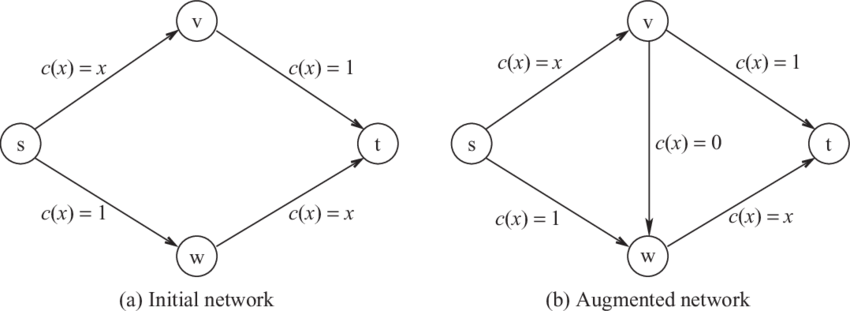 v
c(x) = x
c(x) = 1
s
t
c(x) = 1
c(x) = x
w
(a) Initial network
v
c(x) = x
c(x) = 1
s
c(x) = 0
t
c(x) = 1
c(x) = x
w
(b) Augmented network